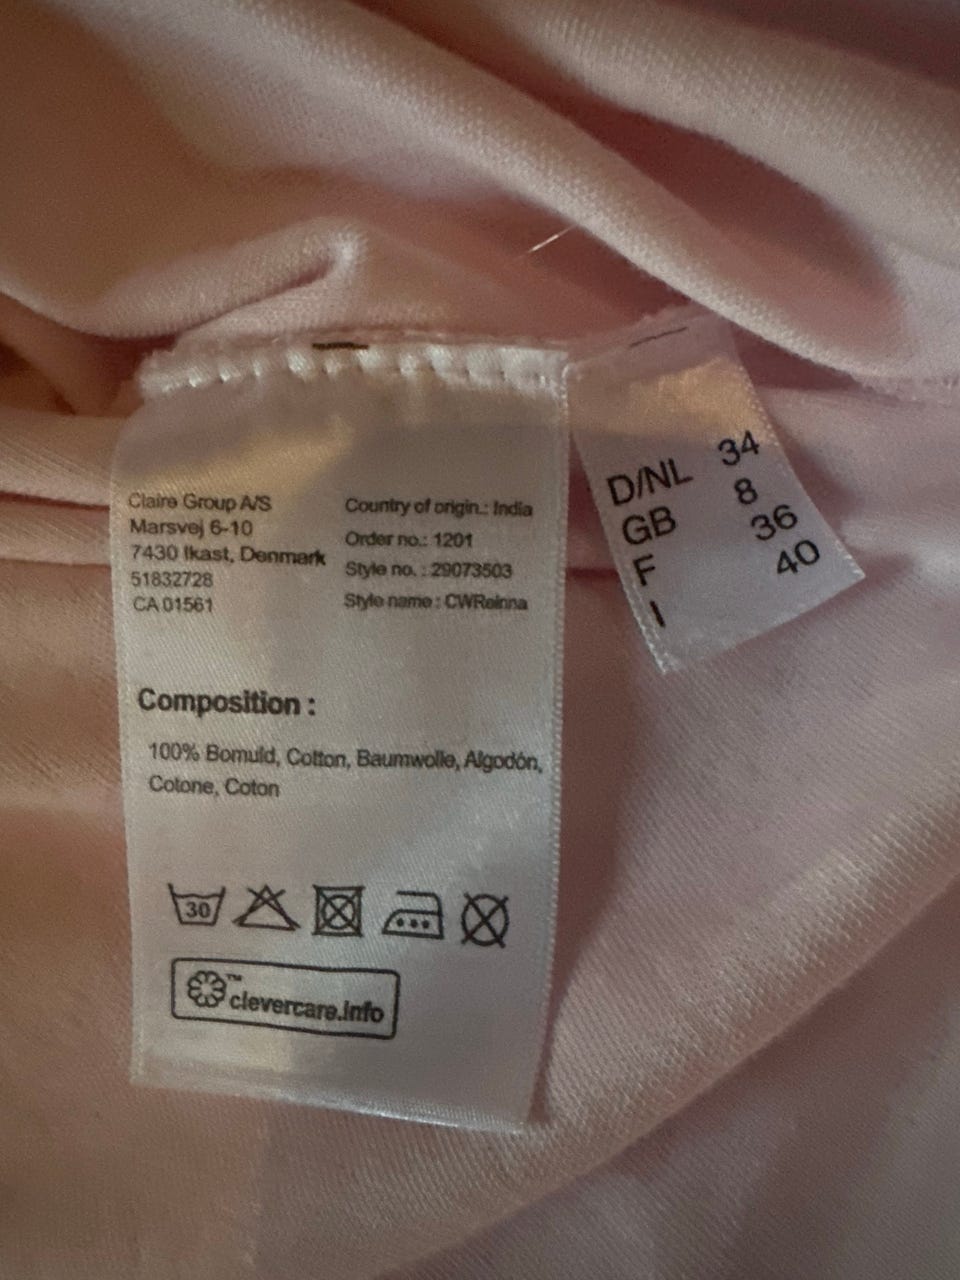 Claire Group A/S
Marsvej 6-10
7430 Ikast, Denmark
51832728
CA 01561
Country of origin.: India
Order no.: 1201
Style no. : 29073503
Style name : CWReinna
Composition :
100% Bomuld, Cotton, Baumwolle, Algodón,
Cotone, Coton
30
™
clevercare.info
D/NL 34
GB 8
F 36
I 40